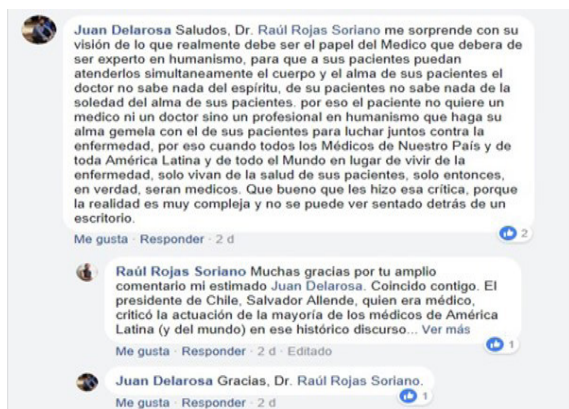 Juan Delarosa Saludos, Dr. Raúl Rojas Soriano me sorprende con su
visión de lo que realmente debe ser el papel del Medico que debera de
ser experto en humanismo, para que a sus pacientes puedan
atenderlos simultaneamente el cuerpo y el alma de sus pacientes el
doctor no sabe nada del espíritu, de su pacientes no sabe nada de la
soledad del alma de sus pacientes. por eso el paciente no quiere un
medico ni un doctor sino un profesional en humanismo que haga su
alma gemela con el de sus pacientes para luchar juntos contra la
enfermedad, por eso cuando todos los Médicos de Nuestro País y de
toda América Latina y de todo el Mundo en lugar de vivir de la
enfermedad, solo vivan de la salud de sus pacientes, solo entonces,
en verdad, seran medicos. Que bueno que les hizo esa crítica, porque
la realidad es muy compleja y no se puede ver sentado detrás de un
escritorio.
2
Me gusta · Responder · 2 d
Raúl Rojas Soriano Muchas gracias por tu amplio
comentario mi estimado Juan Delarosa. Coincido contigo. El
presidente de Chile, Salvador Allende, quien era médico,
criticó la actuación de la mayoría de los médicos de América
Latina (y del mundo) en ese histórico discurso... Ver más
1
Me gusta · Responder · 2 d · Editado
Juan Delarosa Gracias, Dr. Raúl Rojas Soriano.
1
Me gusta · Responder · 2 d